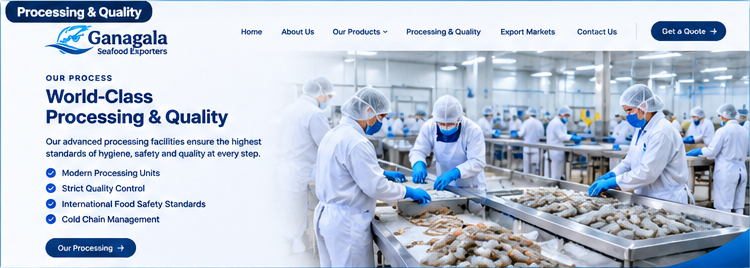 Processing & Quality
Ganagala
Seafood Exporters
Home
About Us
Our Products
Processing & Quality
Export Markets
Contact Us
Get a Quote →
OUR PROCESS
World-Class
Processing & Quality
Our advanced processing facilities ensure the highest
standards of hygiene, safety and quality at every step.
Modern Processing Units
Strict Quality Control
International Food Safety Standards
Cold Chain Management
Our Processing →